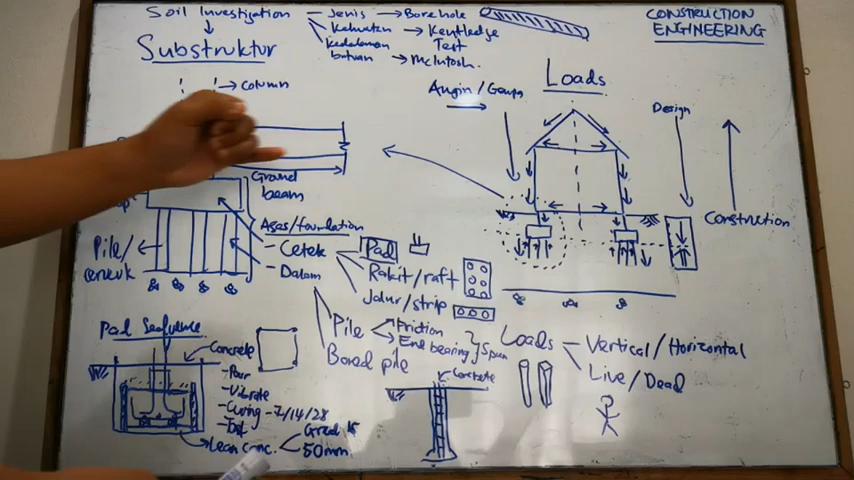 Soil Investigation
Jenis → Borehole
Kekuatan → Kentledge Test
Kedalaman batuan → McIntosh.
CONSTRUCTION
ENGINEERING
Substruktur
→ Column
Ground beam
Asas/foundation
- Cetek
- Dalam
Pile/
cerucuk
Pad
Rakit/raft
Jalur/strip
Pile
Friction
End bearing
Spun
Bored pile
Concrete
Pad Sequence
Concrete
- Pour
- Vibrate
- Curing - 7/14/28
- Test
Lean conc.
50mm
Loads
Angin/Gempa
Design
Construction
Loads
Vertical/Horizontal
Live/Dead